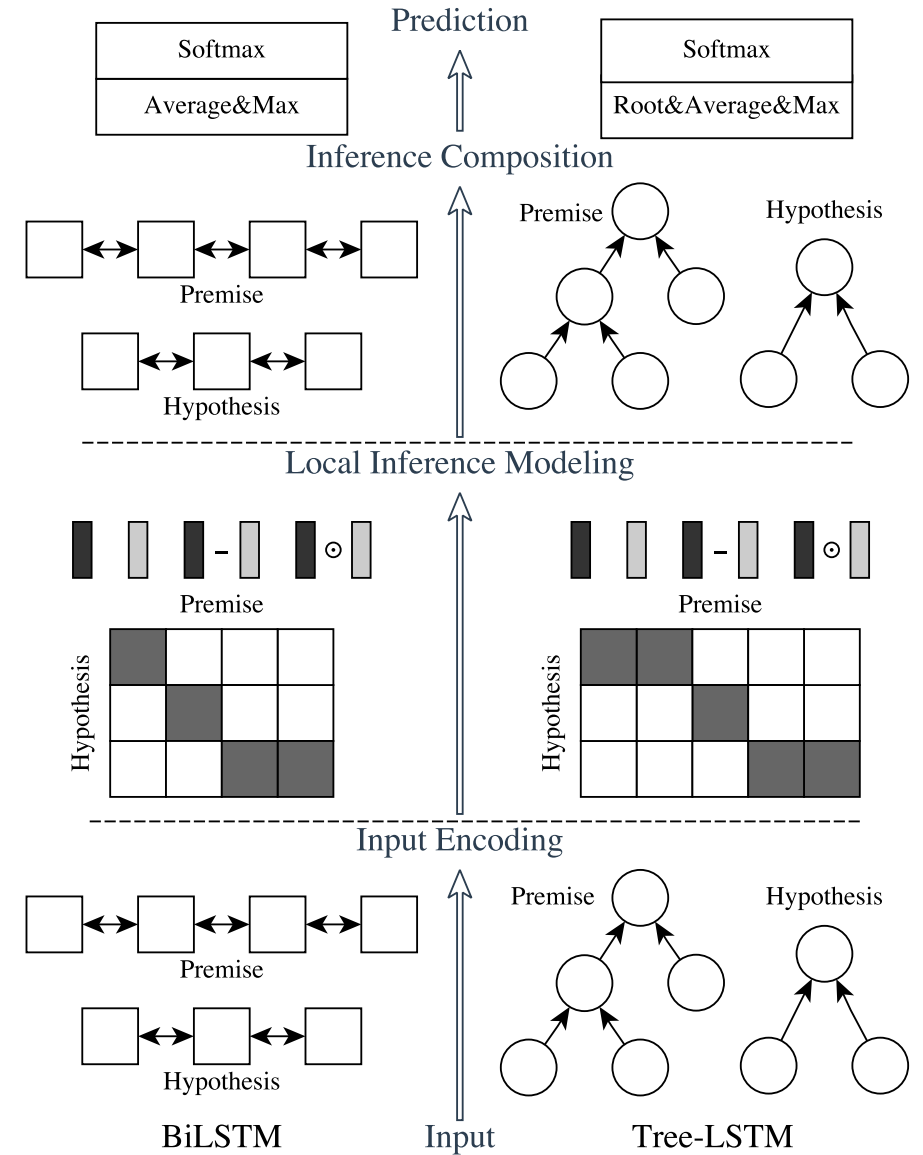 Prediction
Softmax
Average&Max
Softmax
Root&Average&Max
Inference Composition
Premise
Hypothesis
Premise
Hypothesis
Local Inference Modeling
–
⊙
–
⊙
Premise
Hypothesis
Premise
Hypothesis
Input Encoding
Premise
Hypothesis
Premise
Hypothesis
BiLSTM
Input
Tree-LSTM